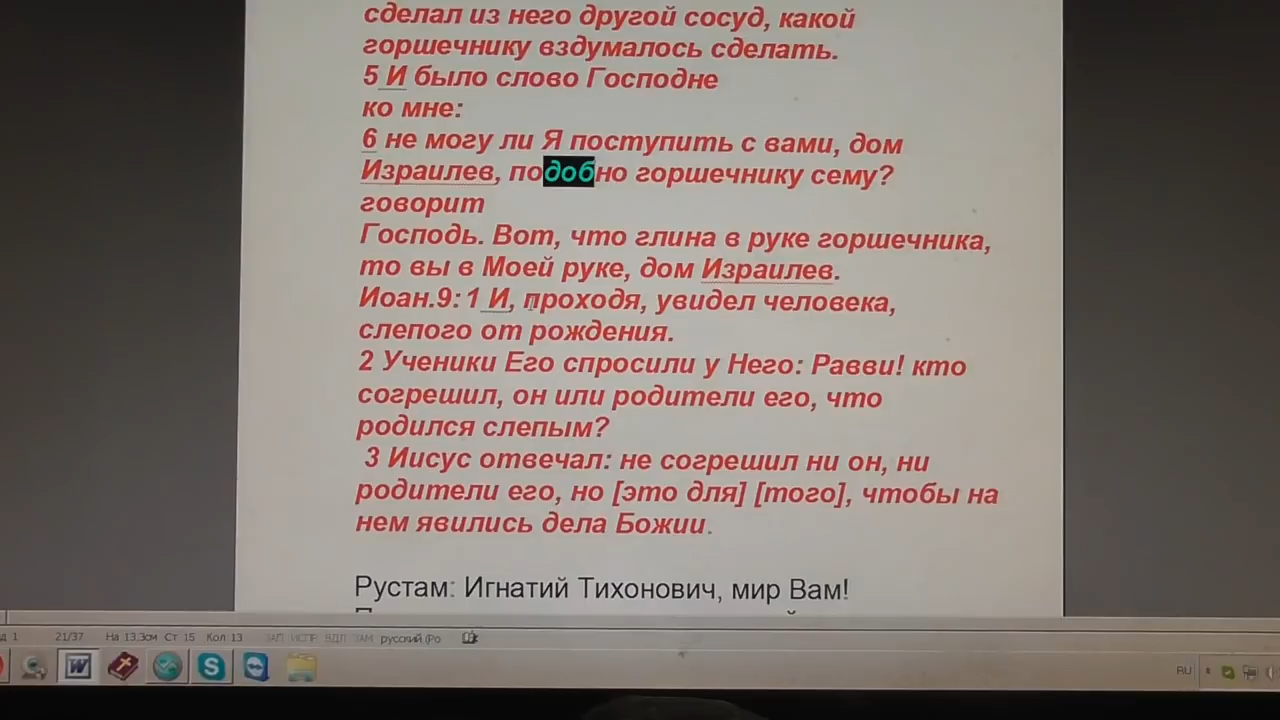 сделал из него другой сосуд, какой
горшечнику вздумалось сделать.
5 И было слово Господне
ко мне:
6 не могу ли Я поступить с вами, дом
Израилев, подобно горшечнику сему?
говорит
Господь. Вот, что глина в руке горшечника,
то вы в Моей руке, дом Израилев.
Иоан.9:1 И, проходя, увидел человека,
слепого от рождения.
2 Ученики Его спросили у Него: Равви! кто
согрешил, он или родители его, что
родился слепым?
3 Иисус отвечал: не согрешил ни он, ни
родители его, но [это для] [того], чтобы на
нем явились дела Божии.
Рустам: Игнатий Тихонович, мир Вам!
д 1 21/37 На 13,3см Ст 15 Кол 13 ЗАП ИСПР ВДЛ ЗАМ русский (Ро
RU